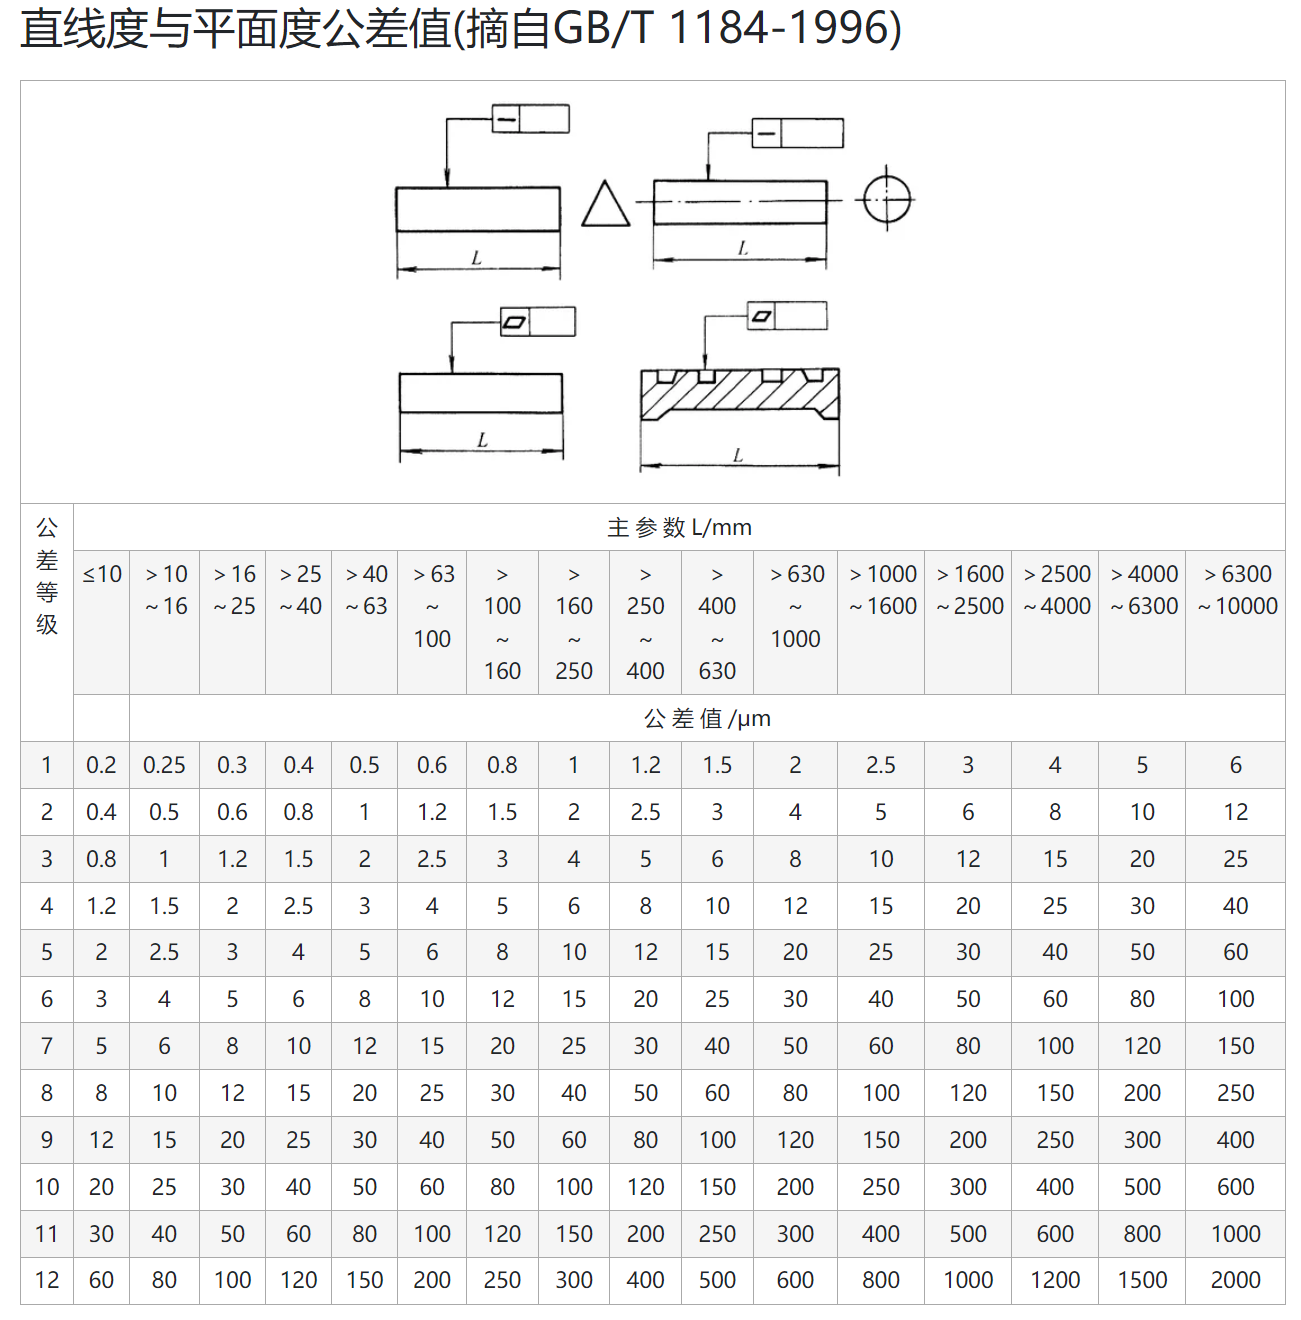 直线度与平面度公差值(摘自GB/T 1184-1996)
L
L
L
L
公差等级
主 参 数 L/mm
≤10 ＞10～16 ＞16～25 ＞25～40 ＞40～63 ＞63～100 ＞100～160 ＞160～250 ＞250～400 ＞400～630 ＞630～1000 ＞1000～1600 ＞1600～2500 ＞2500～4000 ＞4000～6300 ＞6300～10000
公 差 值 /μm
1 0.2 0.25 0.3 0.4 0.5 0.6 0.8 1 1.2 1.5 2 2.5 3 4 5 6
2 0.4 0.5 0.6 0.8 1 1.2 1.5 2 2.5 3 4 5 6 8 10 12
3 0.8 1 1.2 1.5 2 2.5 3 4 5 6 8 10 12 15 20 25
4 1.2 1.5 2 2.5 3 4 5 6 8 10 12 15 20 25 30 40
5 2 2.5 3 4 5 6 8 10 12 15 20 25 30 40 50 60
6 3 4 5 6 8 10 12 15 20 25 30 40 50 60 80 100
7 5 6 8 10 12 15 20 25 30 40 50 60 80 100 120 150
8 8 10 12 15 20 25 30 40 50 60 80 100 120 150 200 250
9 12 15 20 25 30 40 50 60 80 100 120 150 200 250 300 400
10 20 25 30 40 50 60 80 100 120 150 200 250 300 400 500 600
11 30 40 50 60 80 100 120 150 200 250 300 400 500 600 800 1000
12 60 80 100 120 150 200 250 300 400 500 600 800 1000 1200 1500 2000